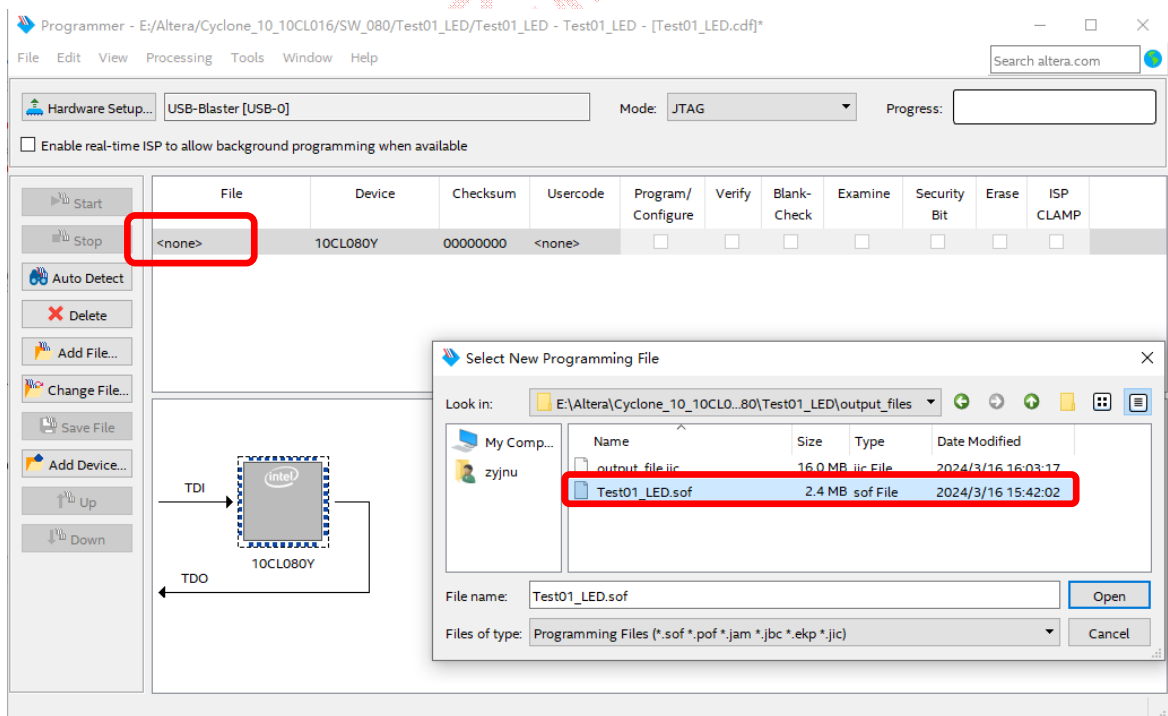 Programmer - E:/Altera/Cyclone_10_10CL016/SW_080/Test01_LED/Test01_LED - Test01_LED - [Test01_LED.cdf]*
File Edit View Processing Tools Window Help
Search altera.com
Hardware Setup... USB-Blaster [USB-0] Mode: JTAG Progress:
Enable real-time ISP to allow background programming when available
Start
Stop
Auto Detect
Delete
Add File...
Change File...
Save File
Add Device...
Up
Down
File Device Checksum Usercode Program/ Verify Blank- Examine Security Erase ISP
Configure Check Bit CLAMP
<none> 10CL080Y 00000000 <none>
TDI
intel
10CL080Y
TDO
Select New Programming File
Look in: E:\Altera\Cyclone_10_10CL0...80\Test01_LED\output_files
My Comp...
zyjnu
Name Size Type Date Modified
output_file.jic 16.0 MB jic File 2024/3/16 16:03:17
Test01_LED.sof 2.4 MB sof File 2024/3/16 15:42:02
File name: Test01_LED.sof Open
Files of type: Programming Files (*.sof *.pof *.jam *.jbc *.ekp *.jic) Cancel